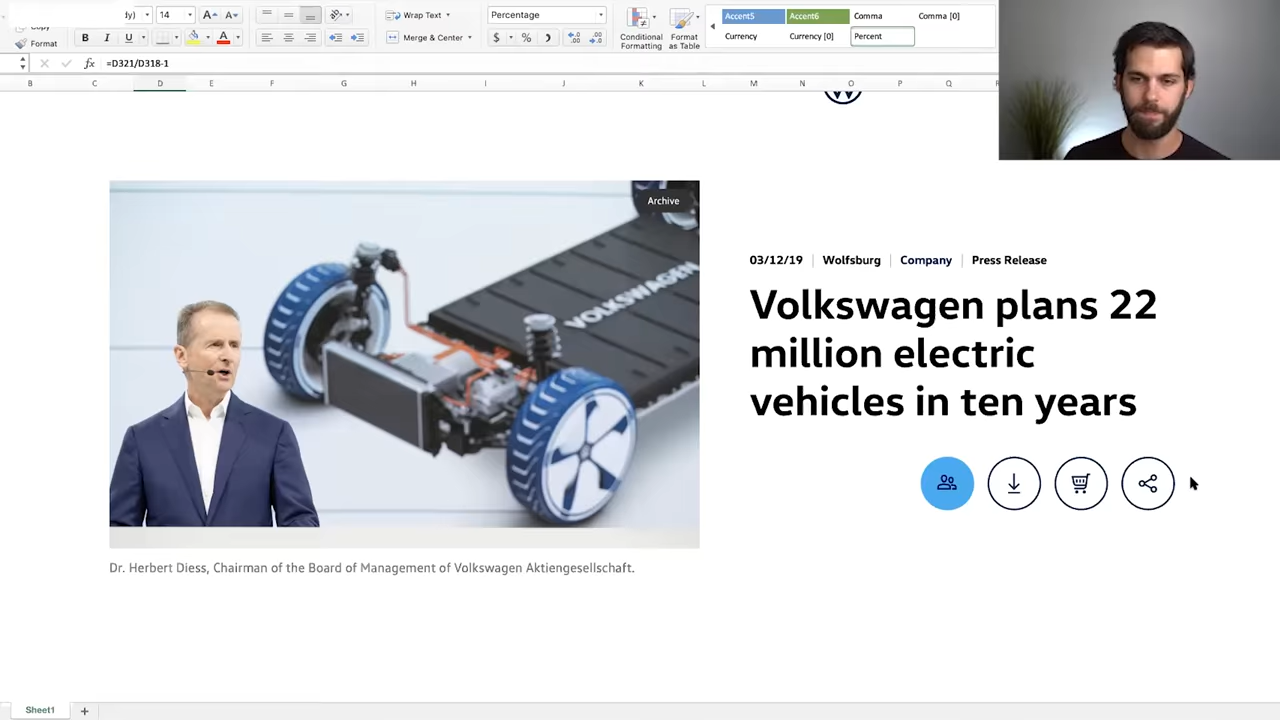 y)
14
A
A
Wrap Text
Percentage
Accent5
Accent6
Comma
Comma [0]
Format
B
I
U
A
Merge & Center
$
%
Conditional
Formatting
Format
as Table
Currency
Currency [0]
Percent
fx
=D321/D318-1
B
C
D
E
F
G
H
I
J
K
L
M
N
O
P
Q
Archive
VOLKSWAGEN
03/12/19 | Wolfsburg | Company | Press Release
Volkswagen plans 22
million electric
vehicles in ten years
Dr. Herbert Diess, Chairman of the Board of Management of Volkswagen Aktiengesellschaft.
Sheet1